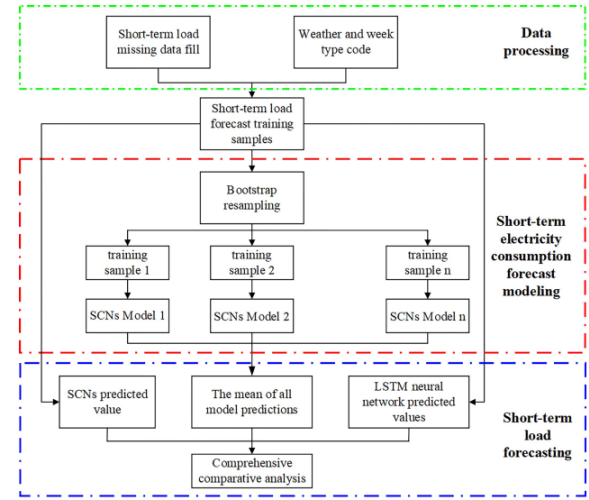 Short-term load
missing data fill
Weather and week
type code
Data
processing
Short-term load
forecast training
samples
Bootstrap
resampling
Short-term
electricity
consumption
forecast
modeling
training
sample 1
training
sample 2
training
sample n
SCNs Model 1
SCNs Model 2
SCNs Model n
SCNs predicted
value
The mean of all
model predictions
LSTM neural
network predicted
values
Short-term
load
forecasting
Comprehensive
comparative analysis